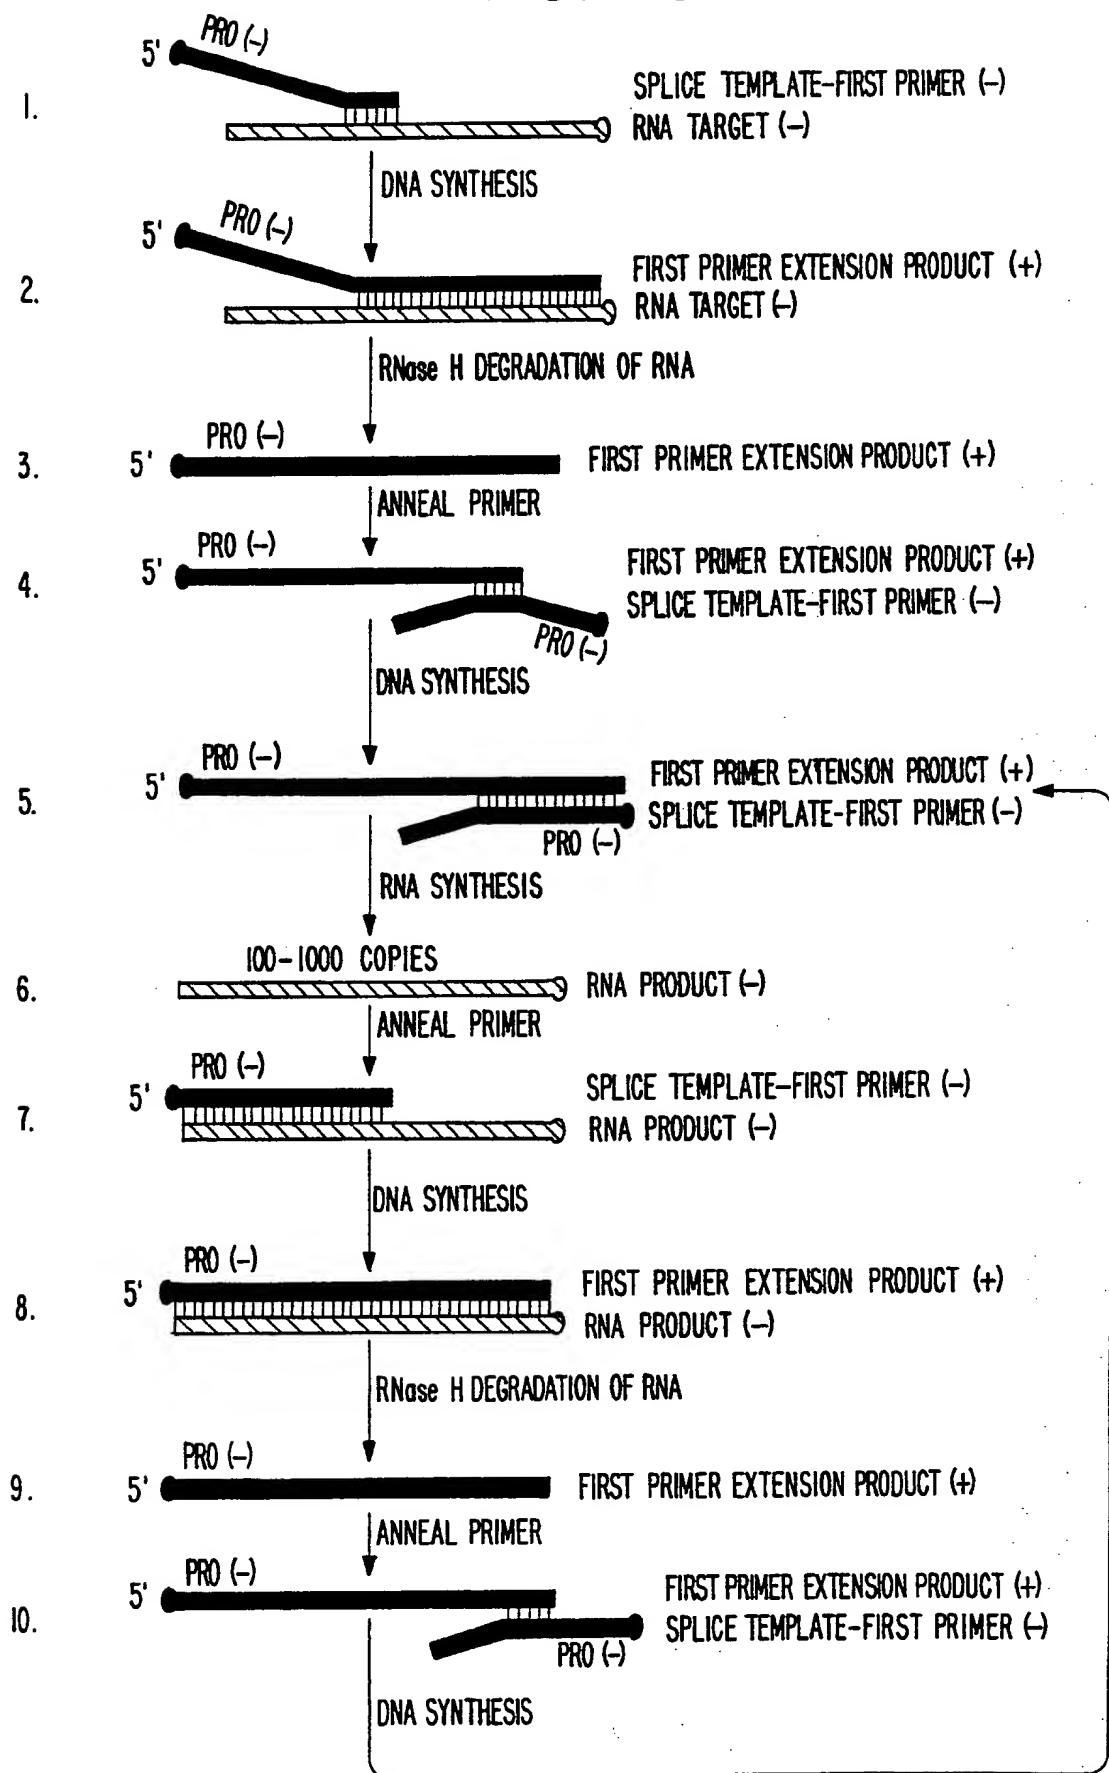 PRO (-)
5'
1.
SPLICE TEMPLATE-FIRST PRIMER (-)
RNA TARGET (-)
DNA SYNTHESIS
PRO (-)
5'
2.
FIRST PRIMER EXTENSION PRODUCT (+)
RNA TARGET (-)
RNase H DEGRADATION OF RNA
PRO (-)
3.
5'
FIRST PRIMER EXTENSION PRODUCT (+)
ANNEAL PRIMER
PRO (-)
4.
5'
FIRST PRIMER EXTENSION PRODUCT (+)
SPLICE TEMPLATE-FIRST PRIMER (-)
PRO (-)
DNA SYNTHESIS
PRO (-)
5.
5'
FIRST PRIMER EXTENSION PRODUCT (+)
SPLICE TEMPLATE-FIRST PRIMER (-)
PRO (-)
RNA SYNTHESIS
100-1000 COPIES
6.
RNA PRODUCT (-)
ANNEAL PRIMER
PRO (-)
7.
5'
SPLICE TEMPLATE-FIRST PRIMER (-)
RNA PRODUCT (-)
DNA SYNTHESIS
PRO (-)
8.
5'
FIRST PRIMER EXTENSION PRODUCT (+)
RNA PRODUCT (-)
RNase H DEGRADATION OF RNA
PRO (-)
9.
5'
FIRST PRIMER EXTENSION PRODUCT (+)
ANNEAL PRIMER
PRO (-)
10.
5'
FIRST PRIMER EXTENSION PRODUCT (+)
SPLICE TEMPLATE-FIRST PRIMER (-)
PRO (-)
DNA SYNTHESIS